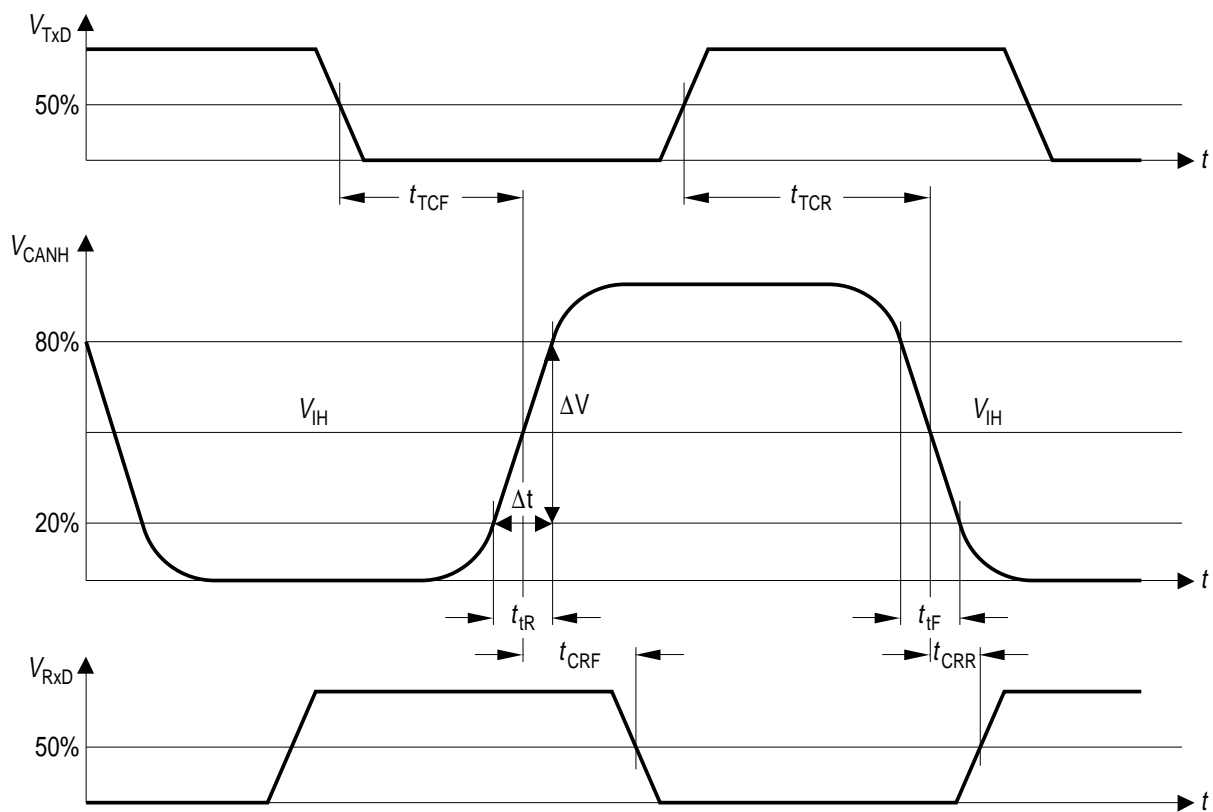 VTxD
50%
t
tTCF
tTCR
VCANH
80%
ΔV
VIH
VIH
Δt
20%
t
ttR
ttF
tCRF
tCRR
VRxD
50%
t